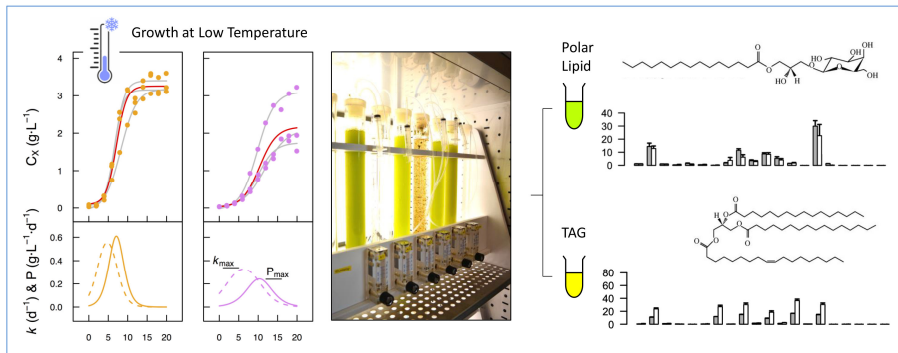 Growth at Low Temperature
Cx (g·L⁻¹)
4
3
2
1
0
k (d⁻¹) & P (g·L⁻¹·d⁻¹)
0.6
0.4
0.2
0.0
0 5 10 15 20
kmax
Pmax
0 5 10 15 20
Polar
Lipid
O
O
HO H
O
HO
OH
OH
O
OH
40
30
20
10
0
TAG
O
H O
O
O
O
O
80
60
40
20
0